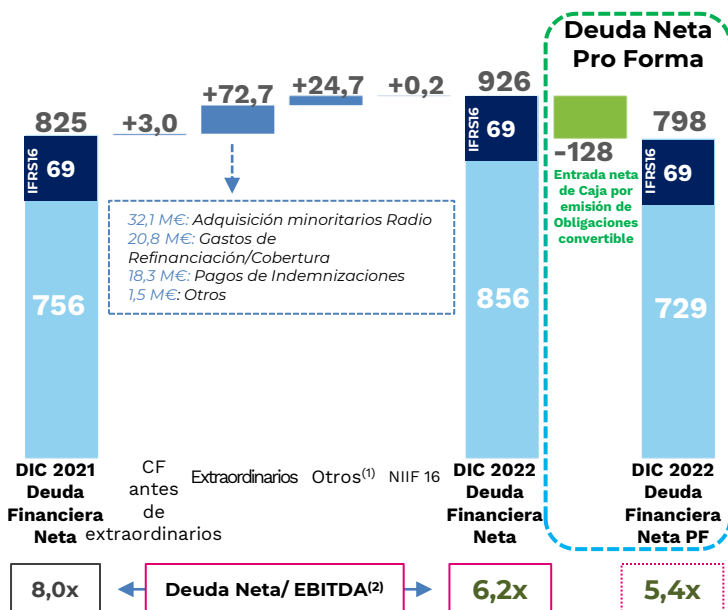 Deuda Neta
Pro Forma
825
+3,0
+72,7
+24,7
+0,2
926
-128
798
IFRS16
69
IFRS16
69
IFRS16
69
Entrada neta
de Caja por
emisión de
Obligaciones
convertible
32,1 M€: Adquisición minoritarios Radio
20,8 M€: Gastos de
Refinanciación/Cobertura
18,3 M€: Pagos de Indemnizaciones
1,5 M€: Otros
756
856
729
DIC 2021
Deuda
Financiera
Neta
CF
antes
de
extraordinarios
Extraordinarios
Otros(1)
NIIF 16
DIC 2022
Deuda
Financiera
Neta
DIC 2022
Deuda
Financiera
Neta PF
8,0x
Deuda Neta/ EBITDA(2)
6,2x
5,4x